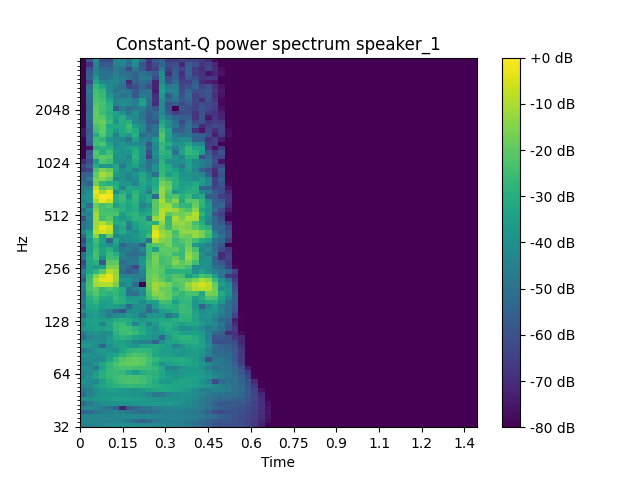 Constant-Q power spectrum speaker_1
Hz
2048
1024
512
256
128
64
32
0 0.15 0.3 0.45 0.6 0.75 0.9 1.1 1.2 1.4
Time
+0 dB
-10 dB
-20 dB
-30 dB
-40 dB
-50 dB
-60 dB
-70 dB
-80 dB